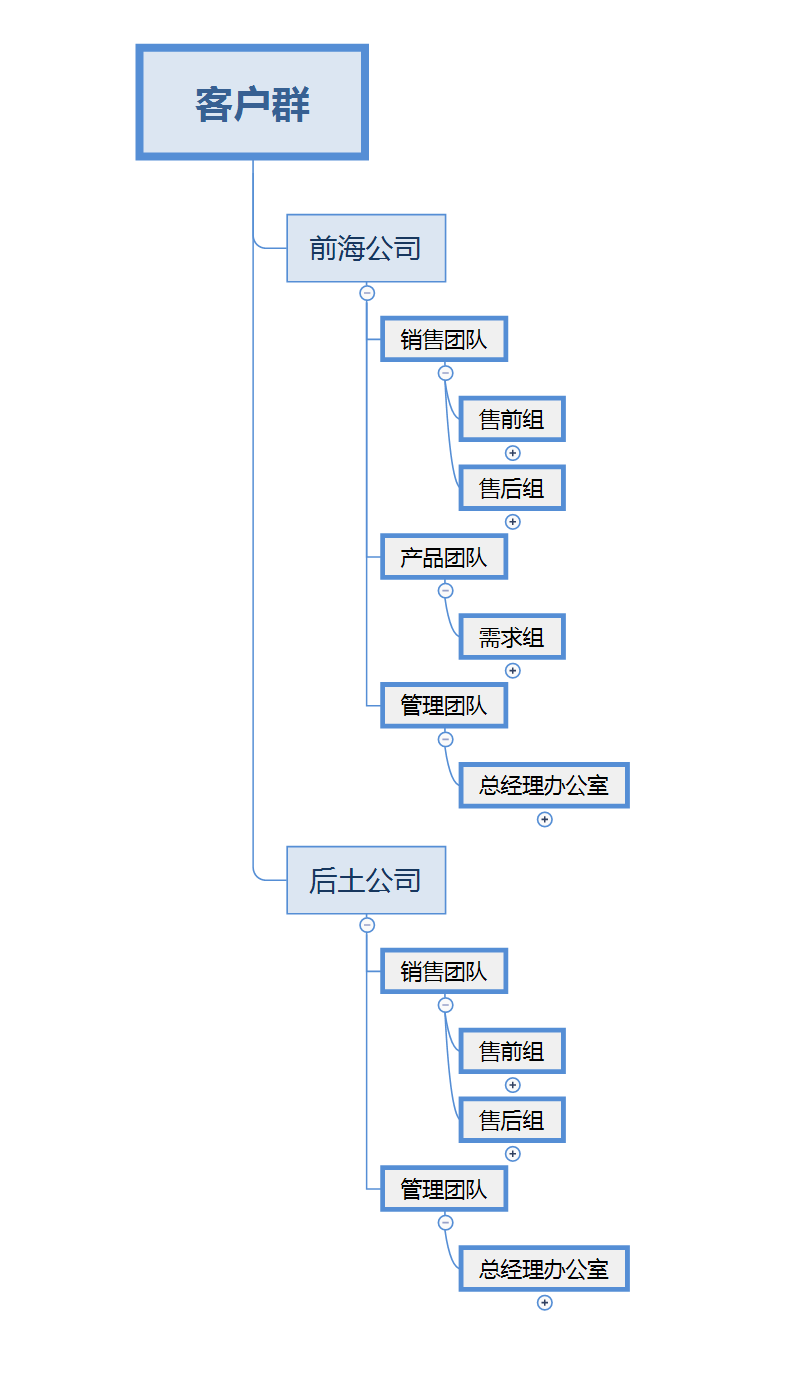 客户群
前海公司
销售团队
售前组
售后组
产品团队
需求组
管理团队
总经理办公室
后土公司
销售团队
售前组
售后组
管理团队
总经理办公室